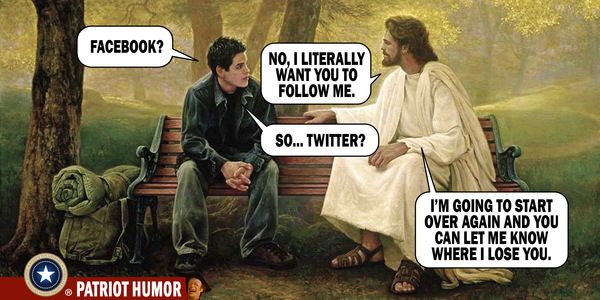 FACEBOOK?
NO, I LITERALLY
WANT YOU TO
FOLLOW ME.
SO... TWITTER?
I'M GOING TO START
OVER AGAIN AND YOU
CAN LET ME KNOW
WHERE I LOSE YOU.
® PATRIOT HUMOR